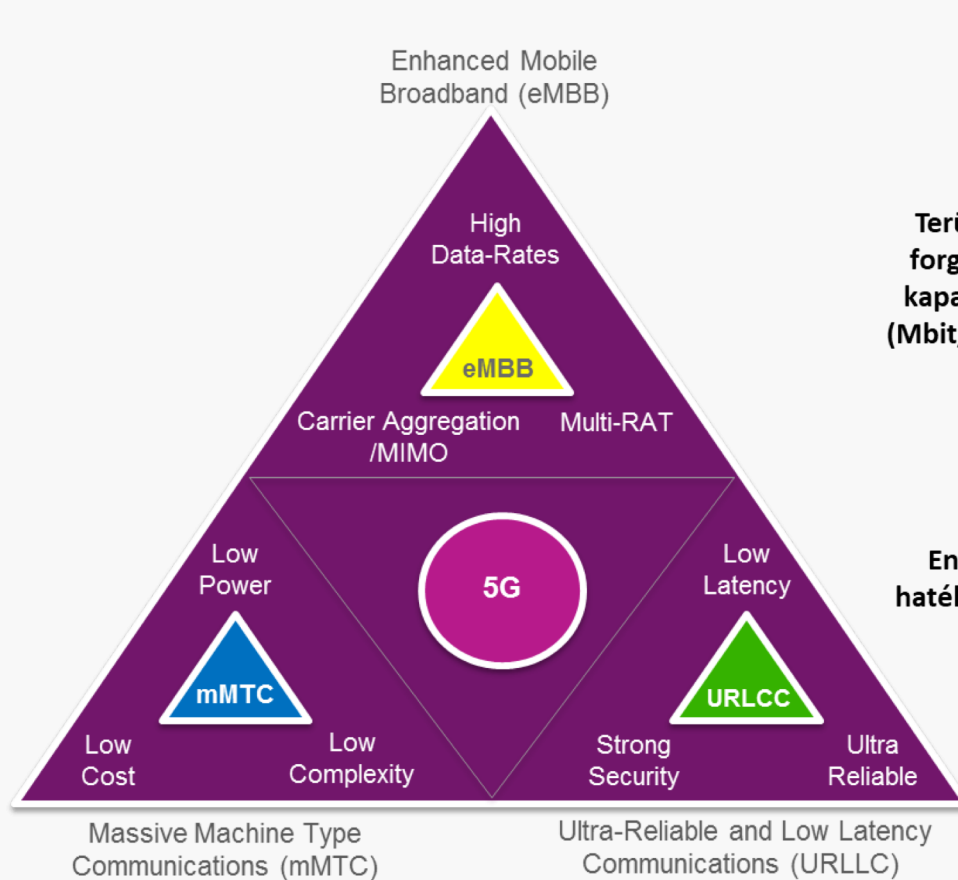 Enhanced Mobile
Broadband (eMBB)
High
Data-Rates
eMBB
Carrier Aggregation
/MIMO
Multi-RAT
5G
Low
Power
mMTC
Low
Cost
Low
Complexity
Low
Latency
URLCC
Strong
Security
Ultra
Reliable
Massive Machine Type
Communications (mMTC)
Ultra-Reliable and Low Latency
Communications (URLLC)